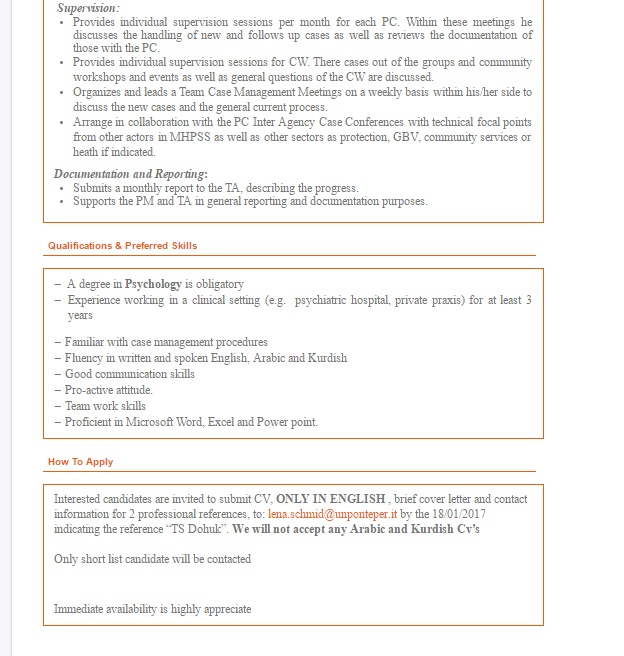 Supervision:
• Provides individual supervision sessions per month for each PC. Within these meetings he
discusses the handling of new and follows up cases as well as reviews the documentation of
those with the PC.
• Provides individual supervision sessions for CW. There cases out of the groups and community
workshops and events as well as general questions of the CW are discussed.
• Organizes and leads a Team Case Management Meetings on a weekly basis within his/her side to
discuss the new cases and the general current process.
• Arrange in collaboration with the PC Inter Agency Case Conferences with technical focal points
from other actors in MHPSS as well as other sectors as protection, GBV, community services or
heath if indicated.
Documentation and Reporting:
• Submits a monthly report to the TA, describing the progress.
• Supports the PM and TA in general reporting and documentation purposes.
Qualifications & Preferred Skills
– A degree in Psychology is obligatory
– Experience working in a clinical setting (e.g. psychiatric hospital, private praxis) for at least 3
years
– Familiar with case management procedures
– Fluency in written and spoken English, Arabic and Kurdish
– Good communication skills
– Pro-active attitude.
– Team work skills
– Proficient in Microsoft Word, Excel and Power point.
How To Apply
Interested candidates are invited to submit CV, ONLY IN ENGLISH , brief cover letter and contact
information for 2 professional references, to: lena.schmid@unponteper.it by the 18/01/2017
indicating the reference “TS Dohuk”. We will not accept any Arabic and Kurdish Cv’s
Only short list candidate will be contacted
Immediate availability is highly appreciate